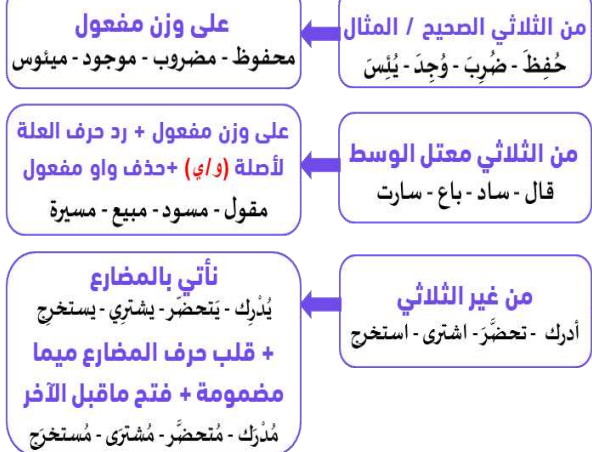 من الثلاثي الصحيح / المثال
حُفِظَ - ضُرِبَ - وُجِدَ - يُئِسَ
على وزن مفعول
محفوظ - مضروب - موجود - ميئوس
من الثلاثي معتل الوسط
قال - ساد - باع - سارت
على وزن مفعول + رد حرف العلة
لأصلة (و/ي) +حذف واو مفعول
مقول - مسود - مبيع - مسيرة
من غير الثلاثي
أدرك - تحضَّرَ - اشترى - استخرج
نأتي بالمضارع
يُدْرِك - يَتحضّر - يشترِي - يستخرِج
+ قلب حرف المضارع ميما
مضمومة + فتح ماقبل الآخر
مُدْرَك - مُتحضَّر - مُشترَى - مُستخرَج